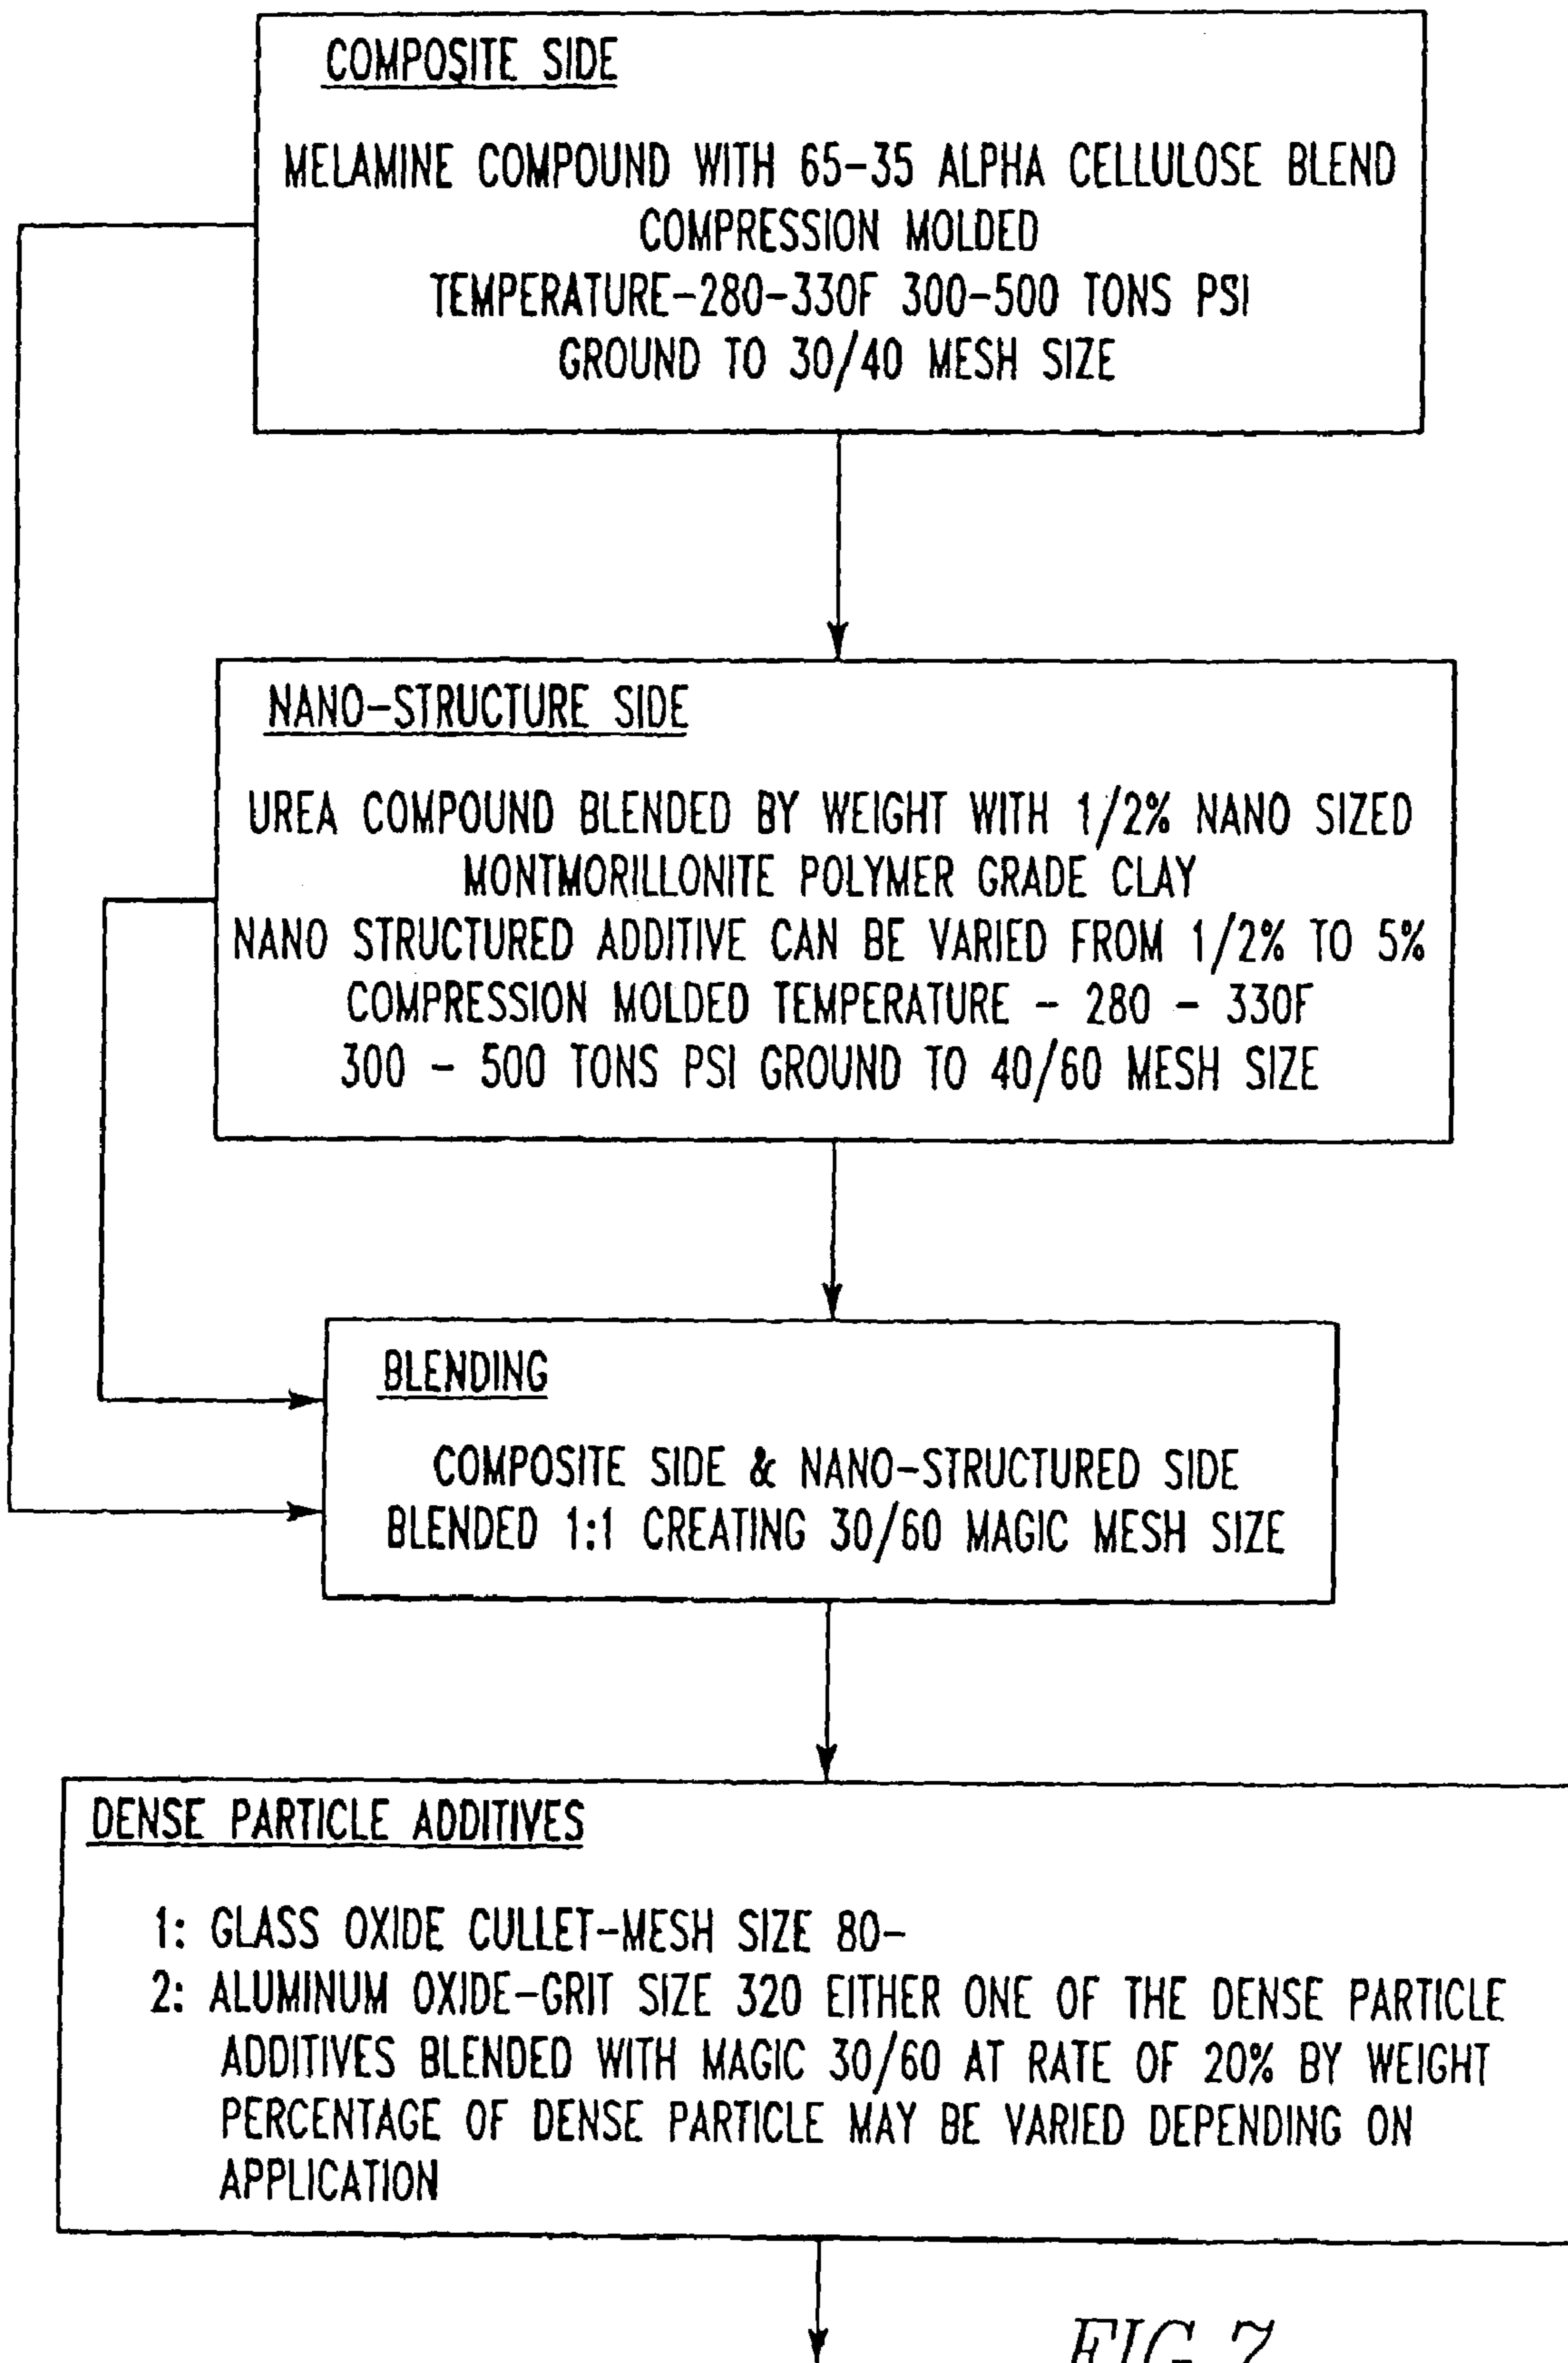 COMPOSITE SIDE
MELAMINE COMPOUND WITH 65-35 ALPHA CELLULOSE BLEND
COMPRESSION MOLDED
TEMPERATURE-280-330F 300-500 TONS PSI
GROUND TO 30/40 MESH SIZE
NANO-STRUCTURE SIDE
UREA COMPOUND BLENDED BY WEIGHT WITH 1/2% NANO SIZED
MONTMORILLONITE POLYMER GRADE CLAY
NANO STRUCTURED ADDITIVE CAN BE VARIED FROM 1/2% TO 5%
COMPRESSION MOLDED TEMPERATURE - 280 - 330F
300 - 500 TONS PSI GROUND TO 40/60 MESH SIZE
BLENDING
COMPOSITE SIDE & NANO-STRUCTURED SIDE
BLENDED 1:1 CREATING 30/60 MAGIC MESH SIZE
DENSE PARTICLE ADDITIVES
1: GLASS OXIDE CULLET-MESH SIZE 80-
2: ALUMINUM OXIDE-GRIT SIZE 320 EITHER ONE OF THE DENSE PARTICLE
ADDITIVES BLENDED WITH MAGIC 30/60 AT RATE OF 20% BY WEIGHT
PERCENTAGE OF DENSE PARTICLE MAY BE VARIED DEPENDING ON
APPLICATION
FIG.7